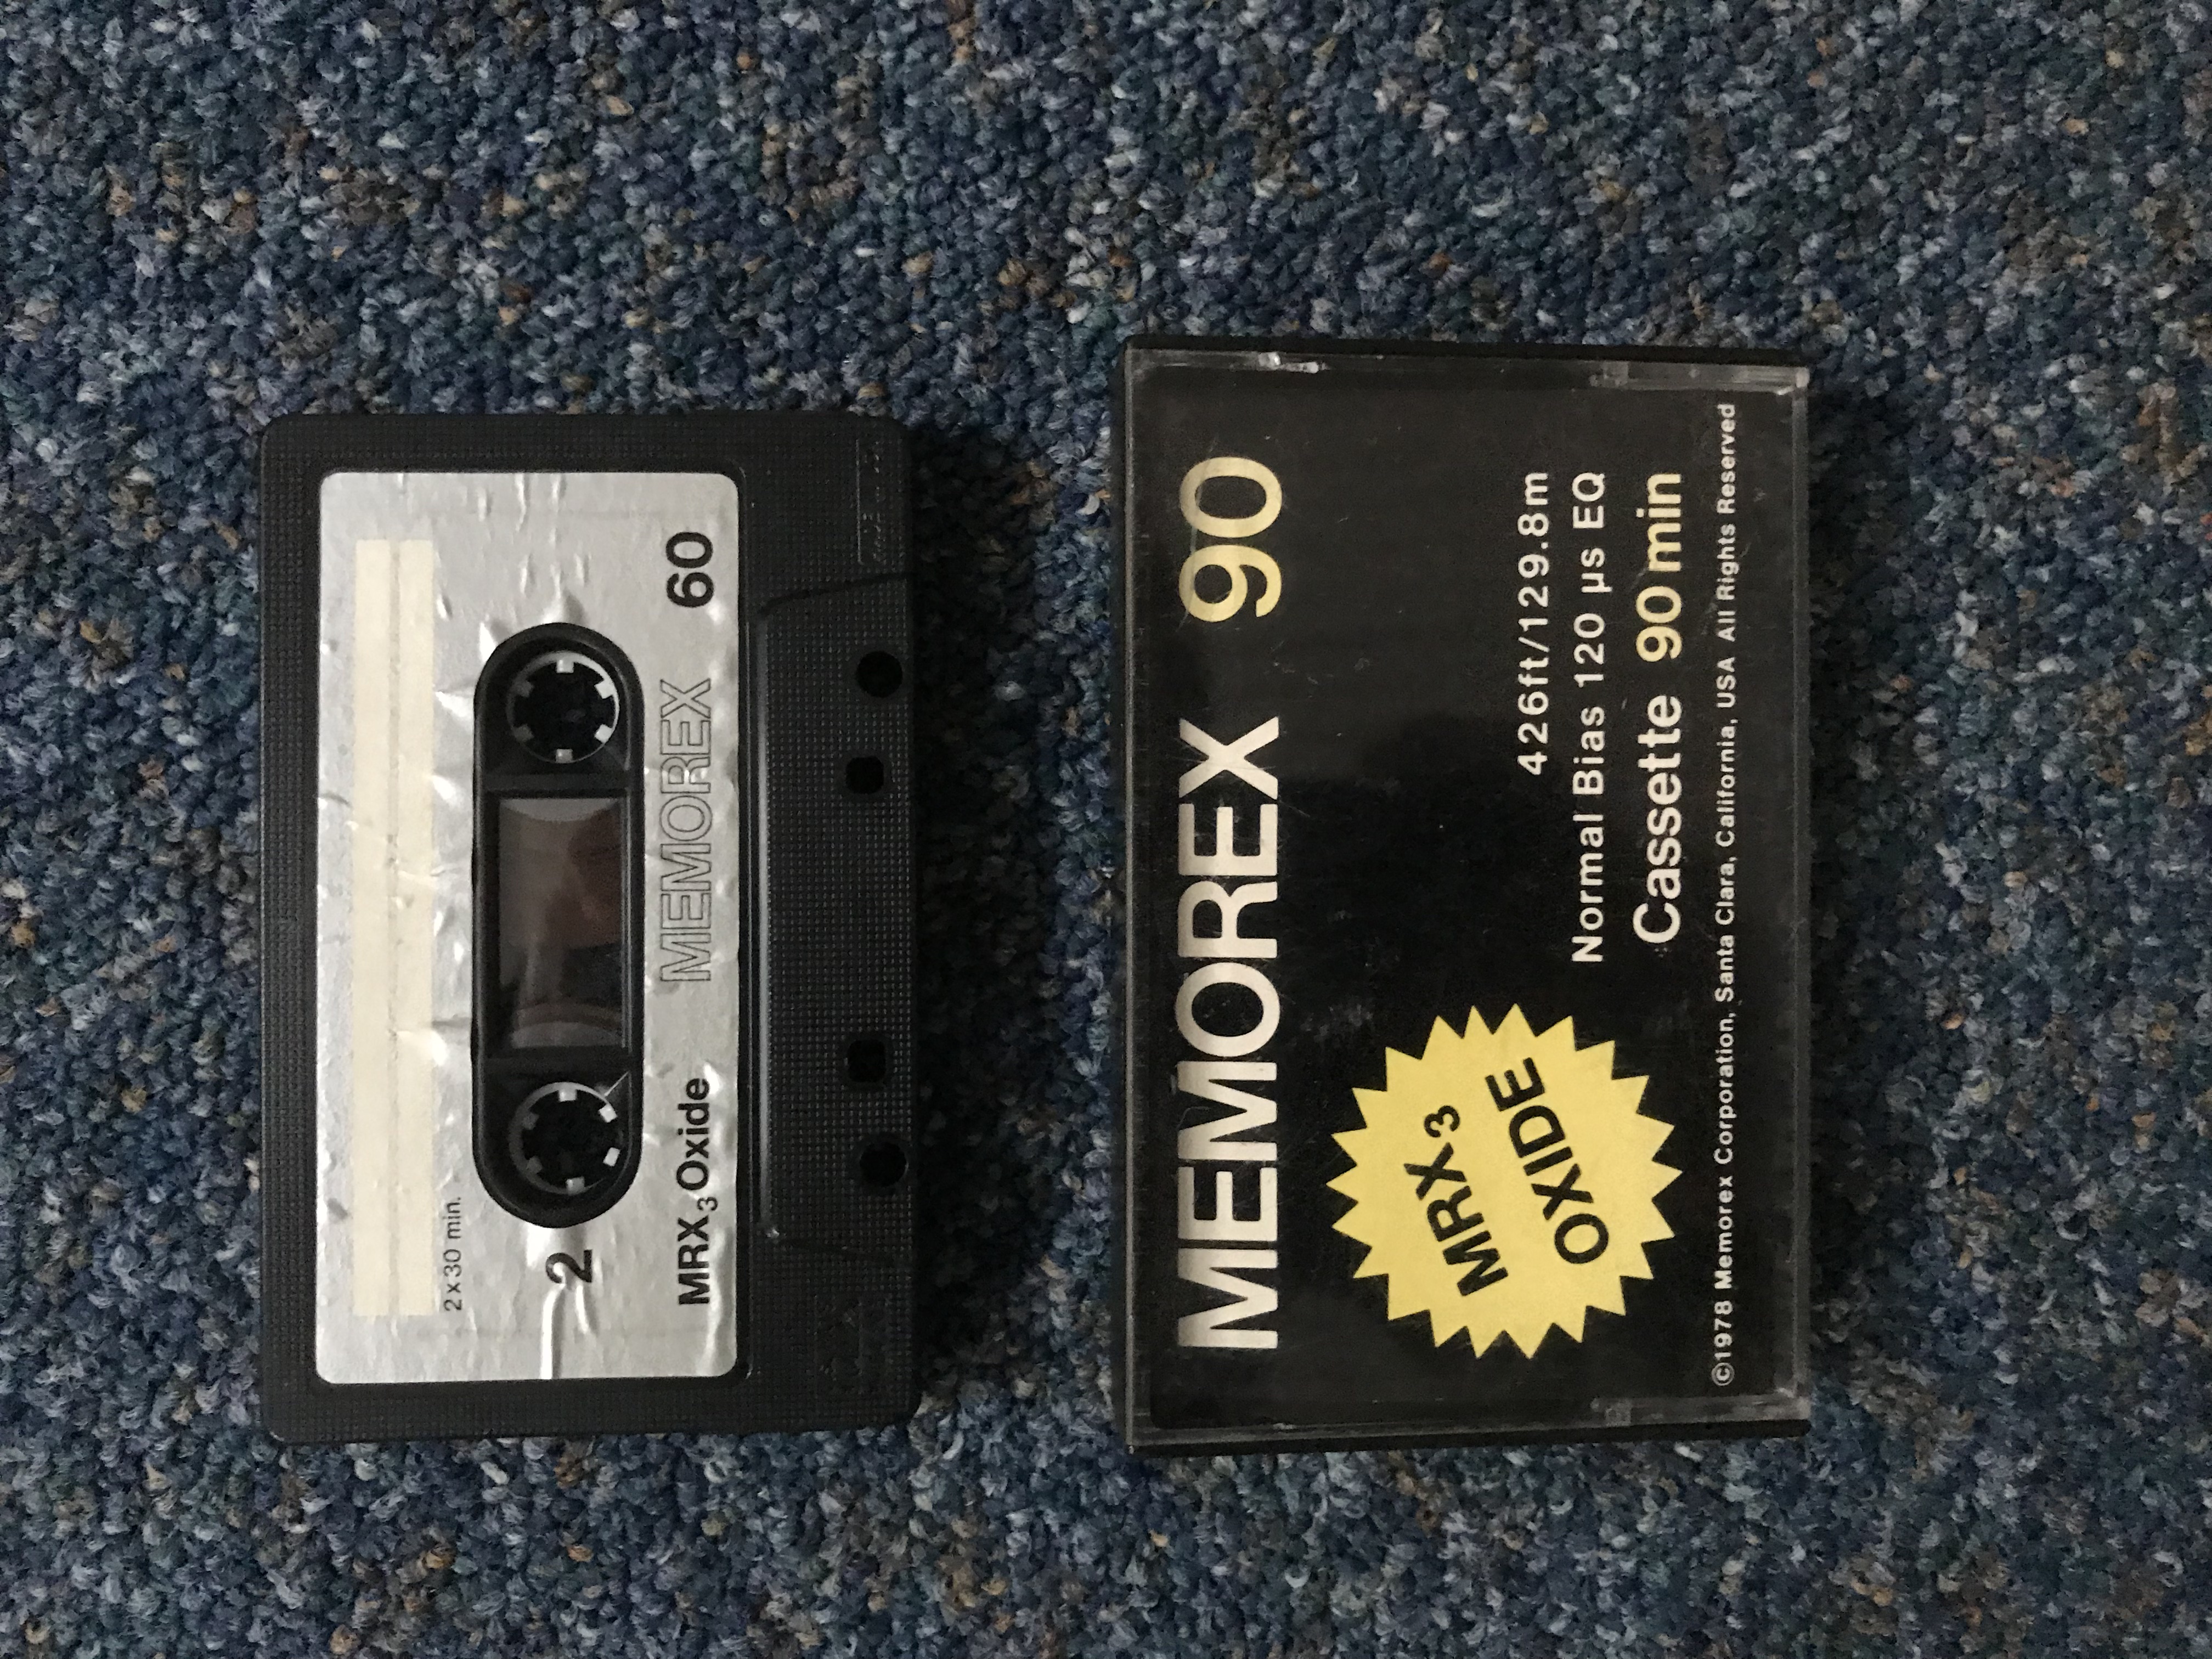 2 x 30 min.
2
MRX3 Oxide MEMOREX 60
MEMOREX 90
MRX3
OXIDE
426ft/129.8m
Normal Bias 120 µs EQ
Cassette 90 min
©1978 Memorex Corporation, Santa Clara, California, USA All Rights Reserved